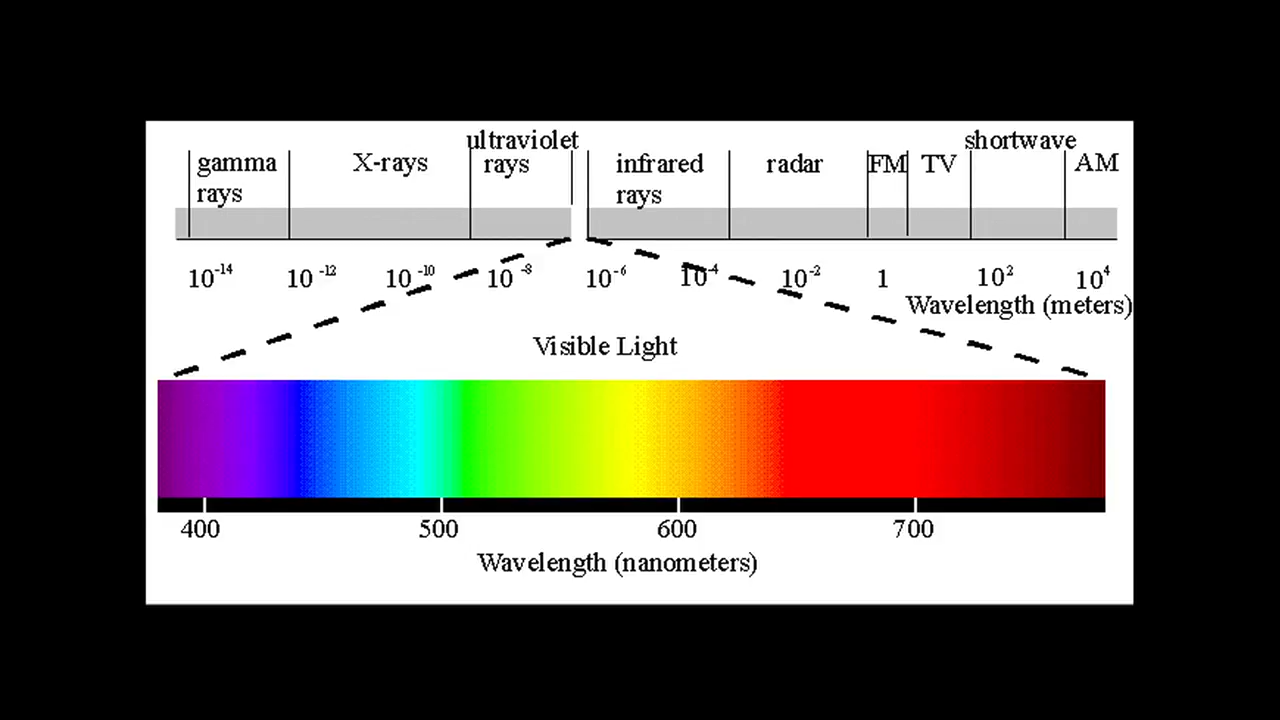 ultraviolet shortwave
gamma X-rays rays infrared radar FM TV AM
rays rays
10⁻¹⁴ 10⁻¹² 10⁻¹⁰ 10⁻⁸ 10⁻⁶ 10⁻⁴ 10⁻² 1 10² 10⁴
Wavelength (meters)
Visible Light
400 500 600 700
Wavelength (nanometers)